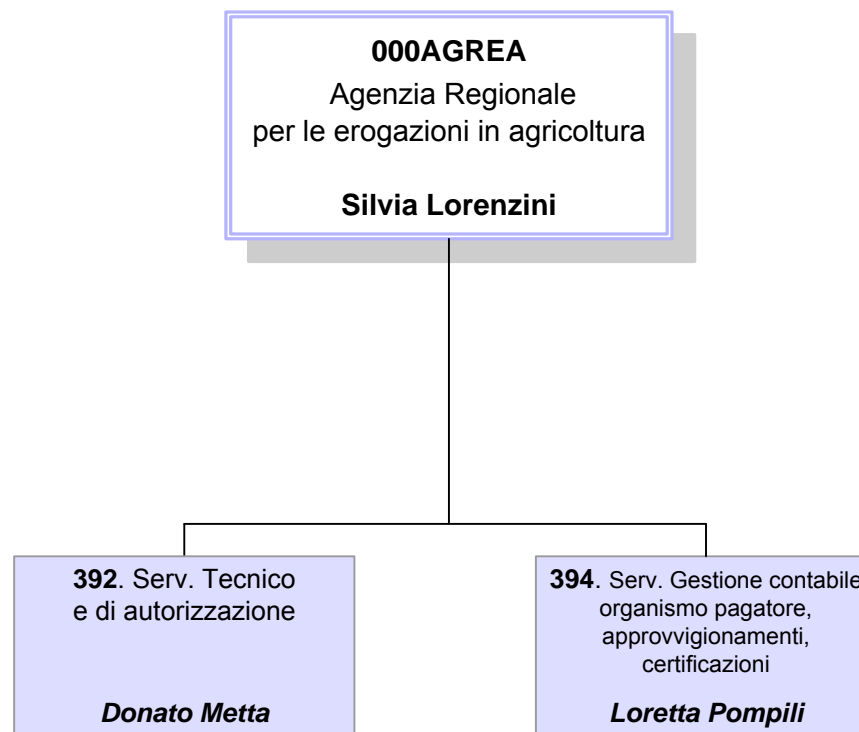 000AGREA
Agenzia Regionale
per le erogazioni in agricoltura
Silvia Lorenzini
392. Serv. Tecnico
e di autorizzazione
Donato Metta
394. Serv. Gestione contabile
organismo pagatore,
approvvigionamenti,
certificazioni
Loretta Pompili